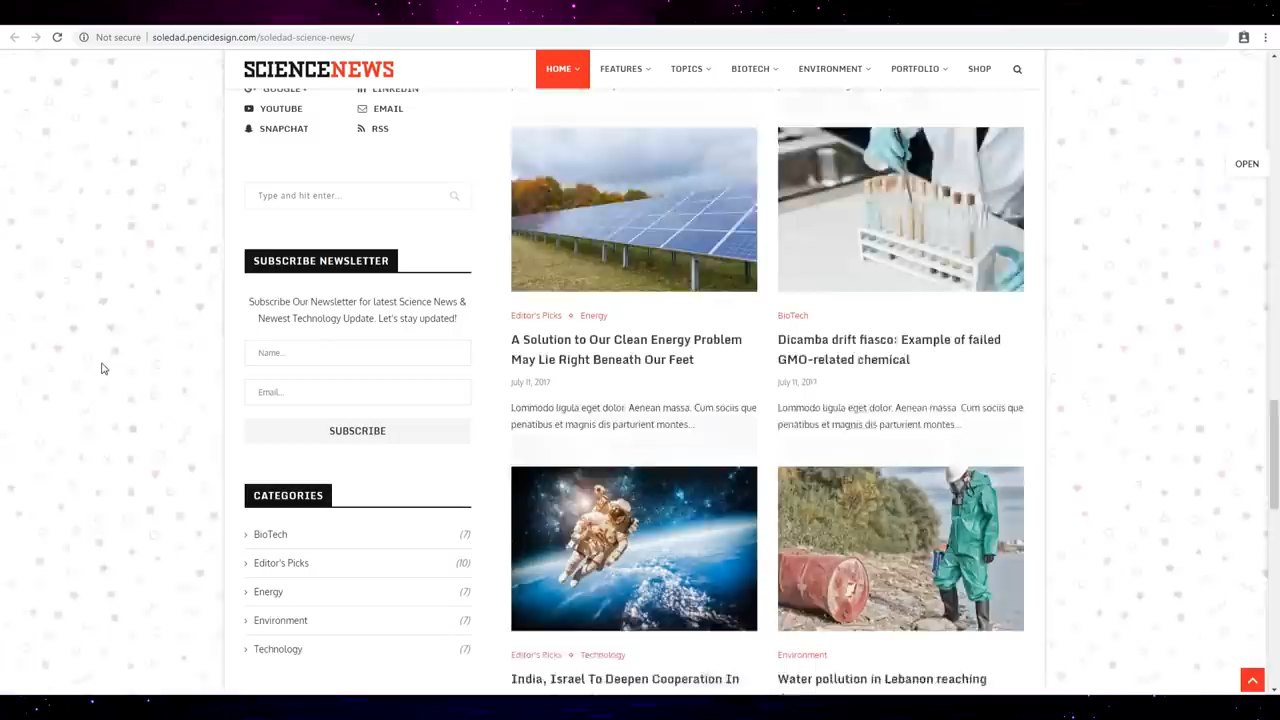 Not secure | soledad.pencidesign.com/soledad-science-news/
SCIENCENEWS
HOME FEATURES TOPICS BIOTECH ENVIRONMENT PORTFOLIO SHOP
GOOGLE+ LINKEDIN
YOUTUBE EMAIL
SNAPCHAT RSS
OPEN
Type and hit enter...
SUBSCRIBE NEWSLETTER
Subscribe Our Newsletter for latest Science News &
Newest Technology Update. Let's stay updated!
Name...
Email...
SUBSCRIBE
CATEGORIES
BioTech (7)
Editor's Picks (10)
Energy (7)
Environment (7)
Technology (7)
Editor's Picks Energy
A Solution to Our Clean Energy Problem
May Lie Right Beneath Our Feet
July 11, 2017
Lommodo ligula eget dolor. Aenean massa. Cum sociis que
penatibus et magnis dis parturient montes...
BioTech
Dicamba drift fiasco: Example of failed
GMO-related chemical
July 11, 2017
Lommodo ligula eget dolor. Aenean massa. Cum sociis que
penatibus et magnis dis parturient montes...
Editor's Picks Technology
India, Israel To Deepen Cooperation In
Environment
Water pollution in Lebanon reaching